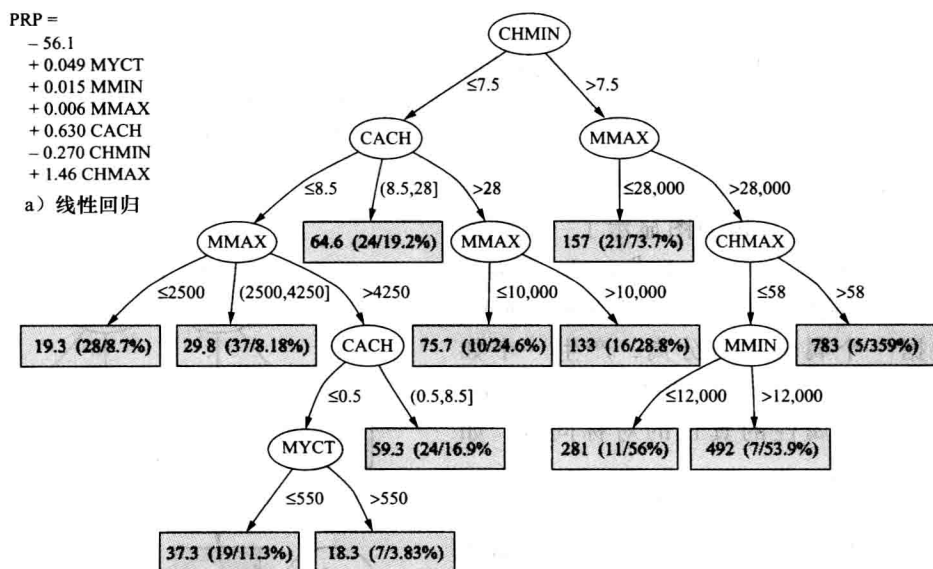 PRP =
– 56.1
+ 0.049 MYCT
+ 0.015 MMIN
+ 0.006 MMAX
+ 0.630 CACH
– 0.270 CHMIN
+ 1.46 CHMAX
a）线性回归
CHMIN
≤7.5 >7.5
CACH MMAX
≤8.5 (8.5,28] >28 ≤28,000 >28,000
MMAX 64.6 (24/19.2%) MMAX 157 (21/73.7%) CHMAX
≤2500 (2500,4250] >4250 ≤10,000 >10,000 ≤58 >58
19.3 (28/8.7%) 29.8 (37/8.18%) CACH 75.7 (10/24.6%) 133 (16/28.8%) MMIN 783 (5/359%)
≤0.5 (0.5,8.5] ≤12,000 >12,000
MYCT 59.3 (24/16.9% 281 (11/56%) 492 (7/53.9%)
≤550 >550
37.3 (19/11.3%) 18.3 (7/3.83%)